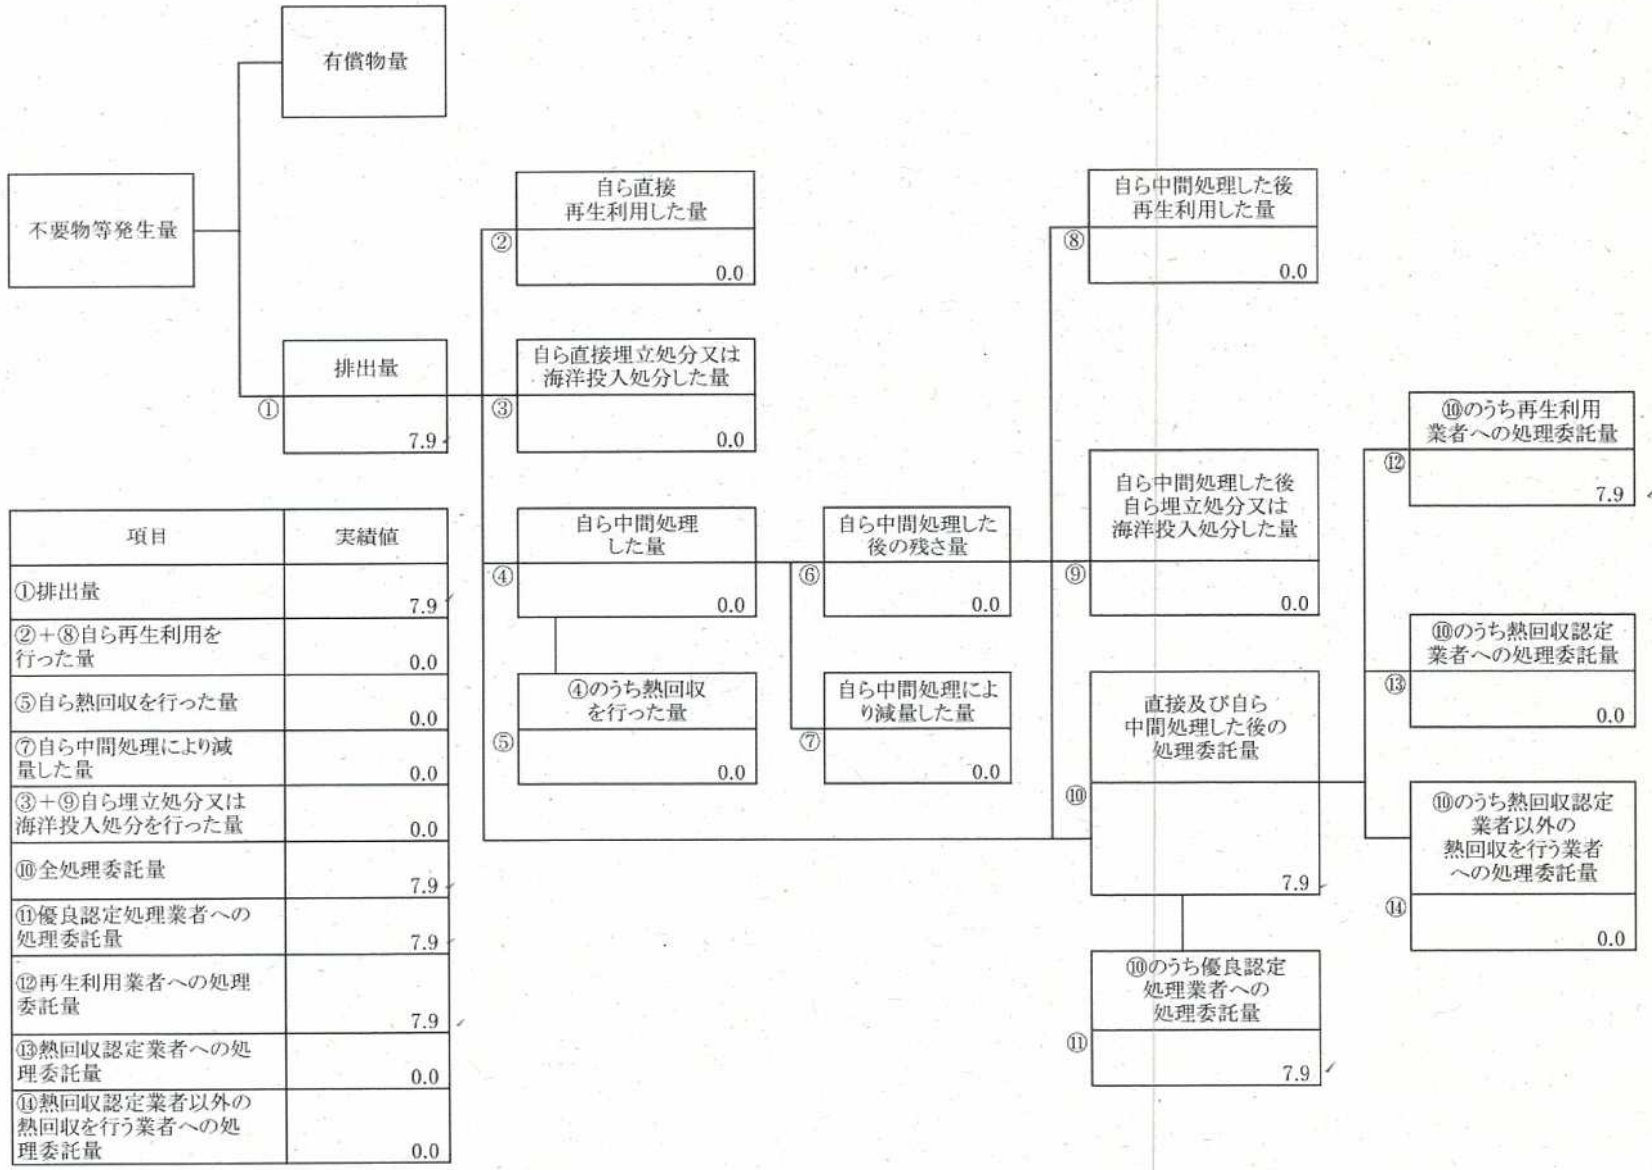 有償物量
不要物等発生量
排出量
①
7.9
自ら直接
再生利用した量
②
0.0
自ら直接埋立処分又は
海洋投入処分した量
③
0.0
自ら中間処理
した量
④
0.0
④のうち熱回収
を行った量
⑤
0.0
自ら中間処理した
後の残さ量
⑥
0.0
自ら中間処理によ
り減量した量
⑦
0.0
自ら中間処理した後
再生利用した量
⑧
0.0
自ら中間処理した後
自ら埋立処分又は
海洋投入処分した量
⑨
0.0
直接及び自ら
中間処理した後の
処理委託量
⑩
7.9
⑩のうち優良認定
処理業者への
処理委託量
⑪
7.9
⑩のうち再生利用
業者への処理委託量
⑫
7.9
⑩のうち熱回収認定
業者への処理委託量
⑬
0.0
⑩のうち熱回収認定
業者以外の
熱回収を行う業者
への処理委託量
⑭
0.0
項目 実績値
①排出量
7.9
②+⑧自ら再生利用を
行った量
0.0
⑤自ら熱回収を行った量
0.0
⑦自ら中間処理により減
量した量
0.0
③+⑨自ら埋立処分又は
海洋投入処分を行った量
0.0
⑩全処理委託量
7.9
⑪優良認定処理業者への
処理委託量
7.9
⑫再生利用業者への処理
委託量
7.9
⑬熱回収認定業者への処
理委託量
0.0
⑭熱回収認定業者以外の
熱回収を行う業者への処
理委託量
0.0